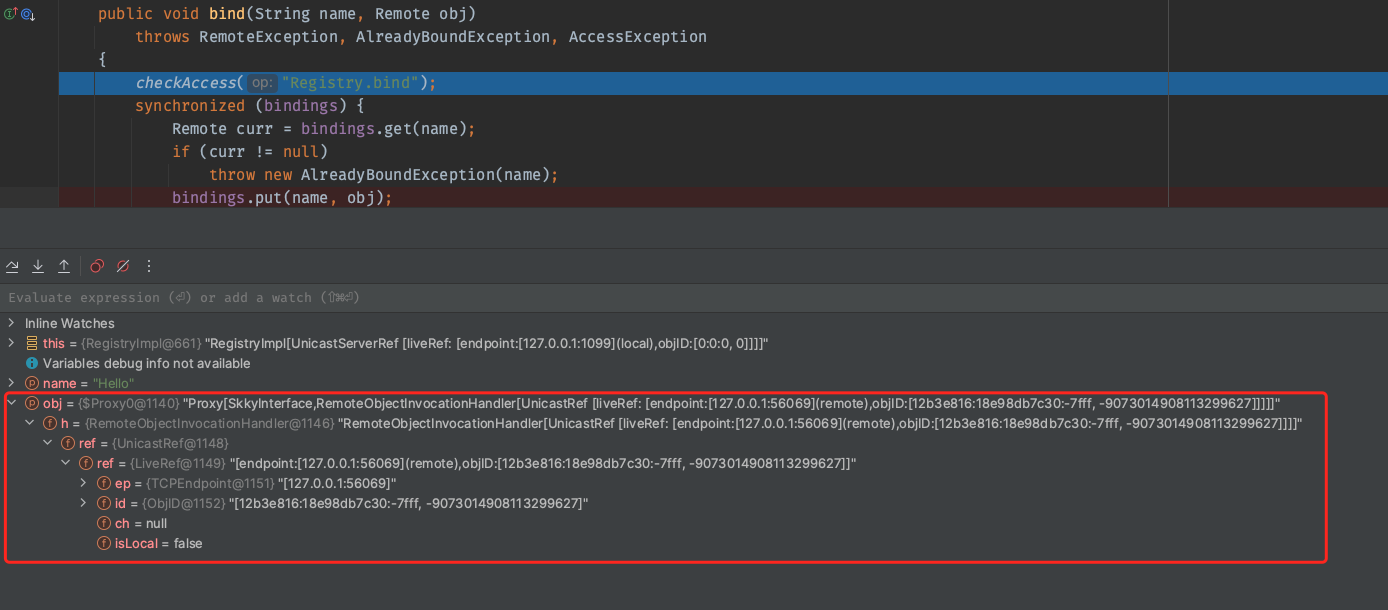 public void bind(String name, Remote obj)
throws RemoteException, AlreadyBoundException, AccessException
{
checkAccess( op: "Registry.bind");
synchronized (bindings) {
Remote curr = bindings.get(name);
if (curr != null)
throw new AlreadyBoundException(name);
bindings.put(name, obj);
Evaluate expression (⏎) or add a watch (⇧⌘⏎)
Inline Watches
this = {RegistryImpl@661} "RegistryImpl[UnicastServerRef [liveRef: [endpoint:[127.0.0.1:1099](local),objID:[0:0:0, 0]]]]"
Variables debug info not available
name = "Hello"
obj = {$Proxy0@1140} "Proxy[SkkyInterface,RemoteObjectInvocationHandler[UnicastRef [liveRef: [endpoint:[127.0.0.1:56069](remote),objID:[12b3e816:18e98db7c30:-7fff, -9073014908113299627]]]]]"
h = {RemoteObjectInvocationHandler@1146} "RemoteObjectInvocationHandler[UnicastRef [liveRef: [endpoint:[127.0.0.1:56069](remote),objID:[12b3e816:18e98db7c30:-7fff, -9073014908113299627]]]]"
ref = {UnicastRef@1148}
ref = {LiveRef@1149} "[endpoint:[127.0.0.1:56069](remote),objID:[12b3e816:18e98db7c30:-7fff, -9073014908113299627]]"
ep = {TCPEndpoint@1151} "[127.0.0.1:56069]"
id = {ObjID@1152} "[12b3e816:18e98db7c30:-7fff, -9073014908113299627]"
ch = null
isLocal = false